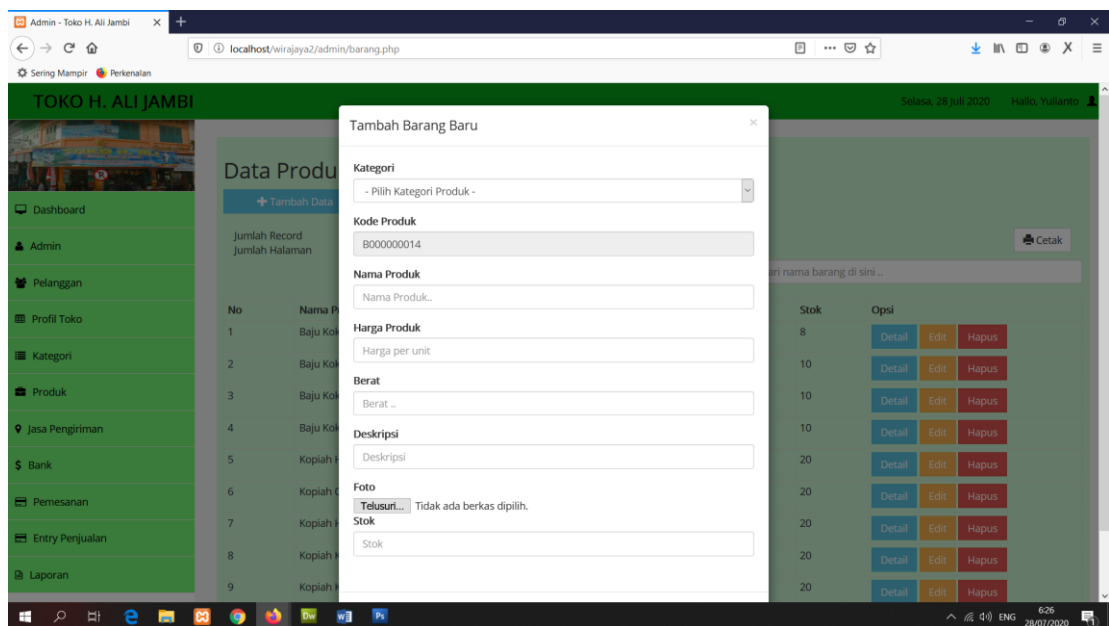 Admin - Toko H. Ali Jambi
localhost/wirajaya2/admin/barang.php
Sering Mampir Perkenalan
TOKO H. ALI JAMBI
Selasa, 28 Juli 2020 Hallo, Yulianto
Dashboard
Admin
Pelanggan
Profil Toko
Kategori
Produk
Jasa Pengiriman
Bank
Pemesanan
Entry Penjualan
Laporan
Data Produ
Tambah Data
Jumlah Record
Jumlah Halaman
Cetak
ari nama barang di sini ..
No Nama P Stok Opsi
1 Baju Kok 8 Detail Edit Hapus
2 Baju Kok 10 Detail Edit Hapus
3 Baju Kok 10 Detail Edit Hapus
4 Baju Kok 10 Detail Edit Hapus
5 Kopiah H 20 Detail Edit Hapus
6 Kopiah 20 Detail Edit Hapus
7 Kopiah H 20 Detail Edit Hapus
8 Kopiah 20 Detail Edit Hapus
9 Kopiah 20 Detail Edit Hapus
Tambah Barang Baru ×
Kategori
- Pilih Kategori Produk -
Kode Produk
B000000014
Nama Produk
Nama Produk..
Harga Produk
Harga per unit
Berat
Berat ..
Deskripsi
Deskripsi
Foto
Telusuri... Tidak ada berkas dipilih.
Stok
Stok
Dw Ps
ENG 6:26
28/07/2020